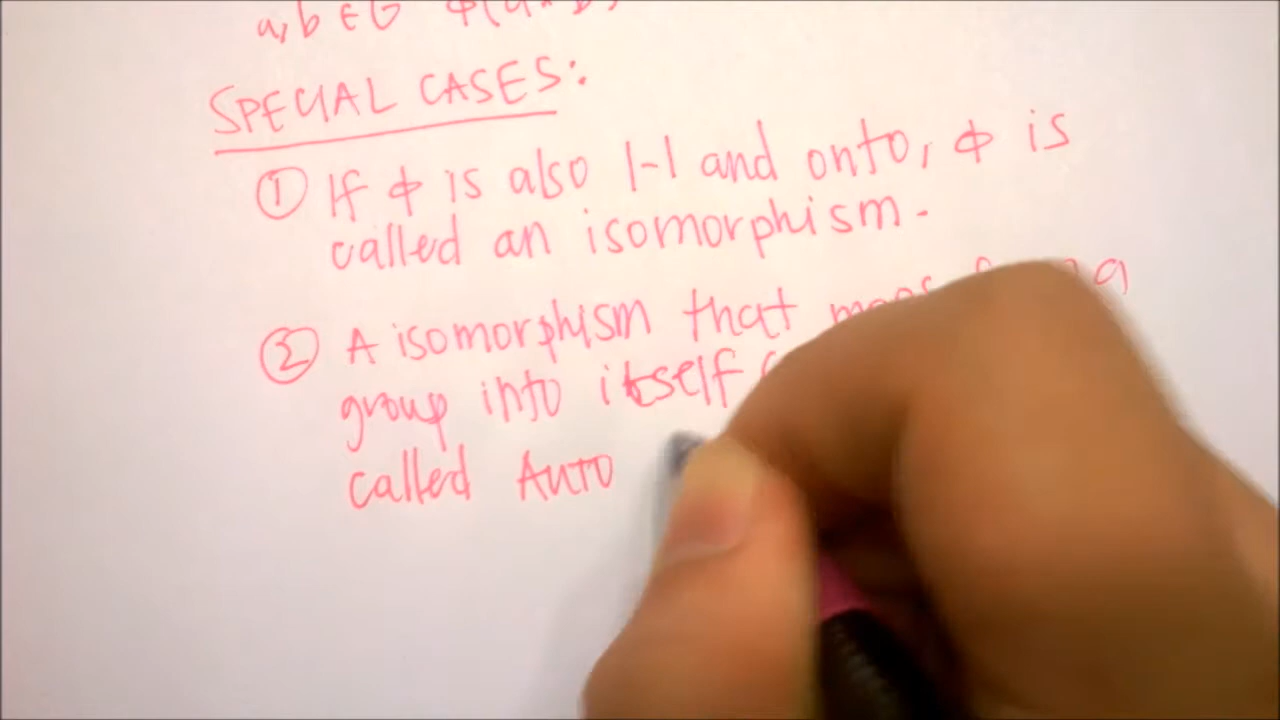 a, b ∈ G ϕ(a
SPECIAL CASES:
① If ϕ is also 1-1 and onto, ϕ is
called an isomorphism.
② A isomorphism that maps a
group into itself (
called Auto